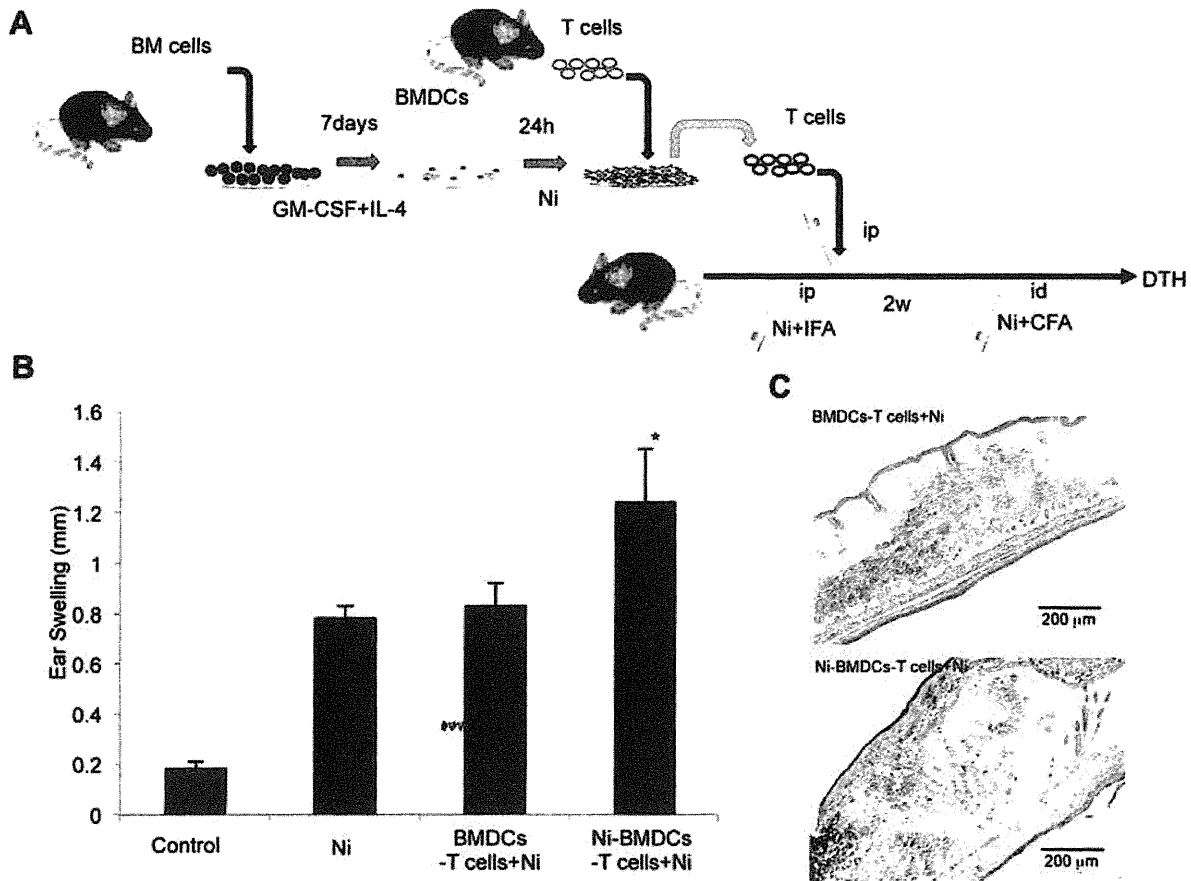 A
BM cells
T cells
BMDCs
7days
24h
T cells
GM-CSF+IL-4
Ni
ip
ip
2w
id
DTH
Ni+IFA
Ni+CFA
B
Ear Swelling (mm)
1.6
1.4
1.2
1
0.8
0.6
0.4
0.2
0
*
Control
Ni
BMDCs
-T cells+Ni
Ni-BMDCs
-T cells+Ni
C
BMDCs-T cells+Ni
200 μm
Ni-BMDCs-T cells+Ni
200 μm